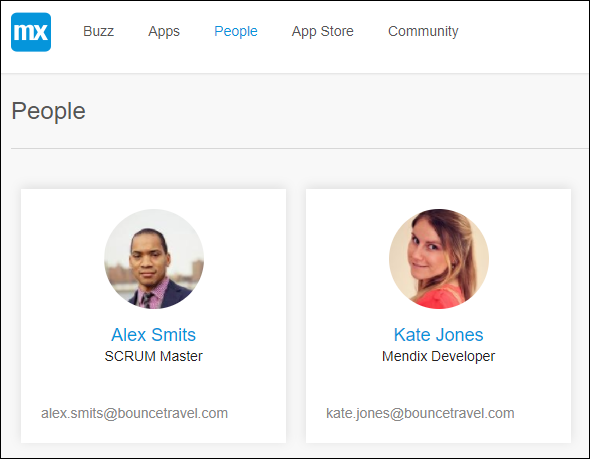 mx Buzz Apps People App Store Community
People
Alex Smits
SCRUM Master
alex.smits@bouncetravel.com
Kate Jones
Mendix Developer
kate.jones@bouncetravel.com